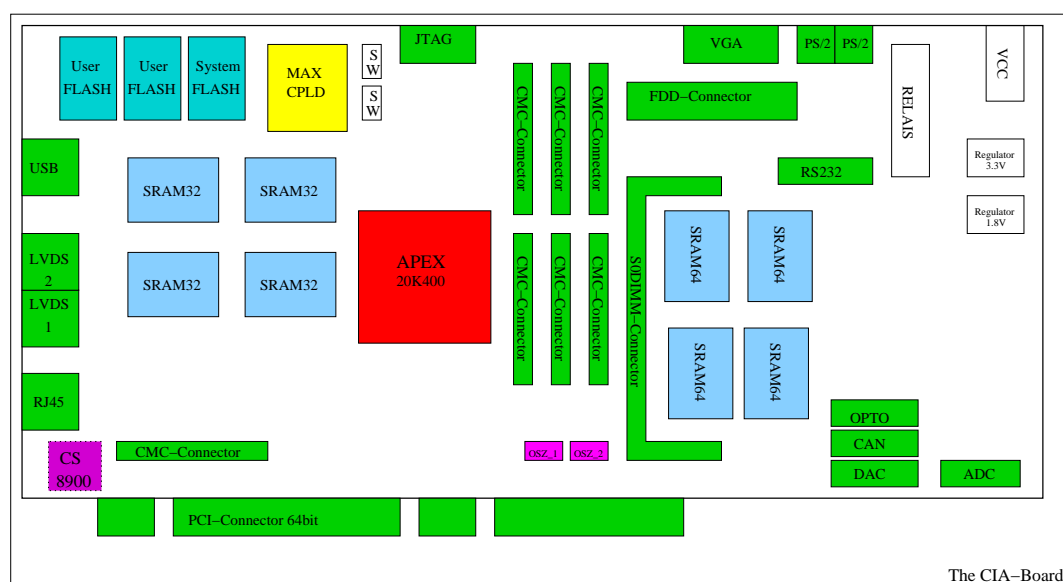 JTAG
VGA
PS/2
PS/2
User
FLASH
User
FLASH
System
FLASH
MAX
CPLD
S
W
S
W
VCC
CMC–Connector
CMC–Connector
CMC–Connector
FDD–Connector
RELAIS
USB
RS232
Regulator
3.3V
Regulator
1.8V
SRAM32
SRAM32
LVDS
2
LVDS
1
SRAM32
SRAM32
APEX
20K400
CMC–Connector
CMC–Connector
CMC–Connector
S0DIMM–Connector
SRAM64
SRAM64
SRAM64
SRAM64
RJ45
OPTO
CS
8900
CMC–Connector
OSZ_1
OSZ_2
CAN
DAC
ADC
PCI–Connector 64bit
The CIA–Board